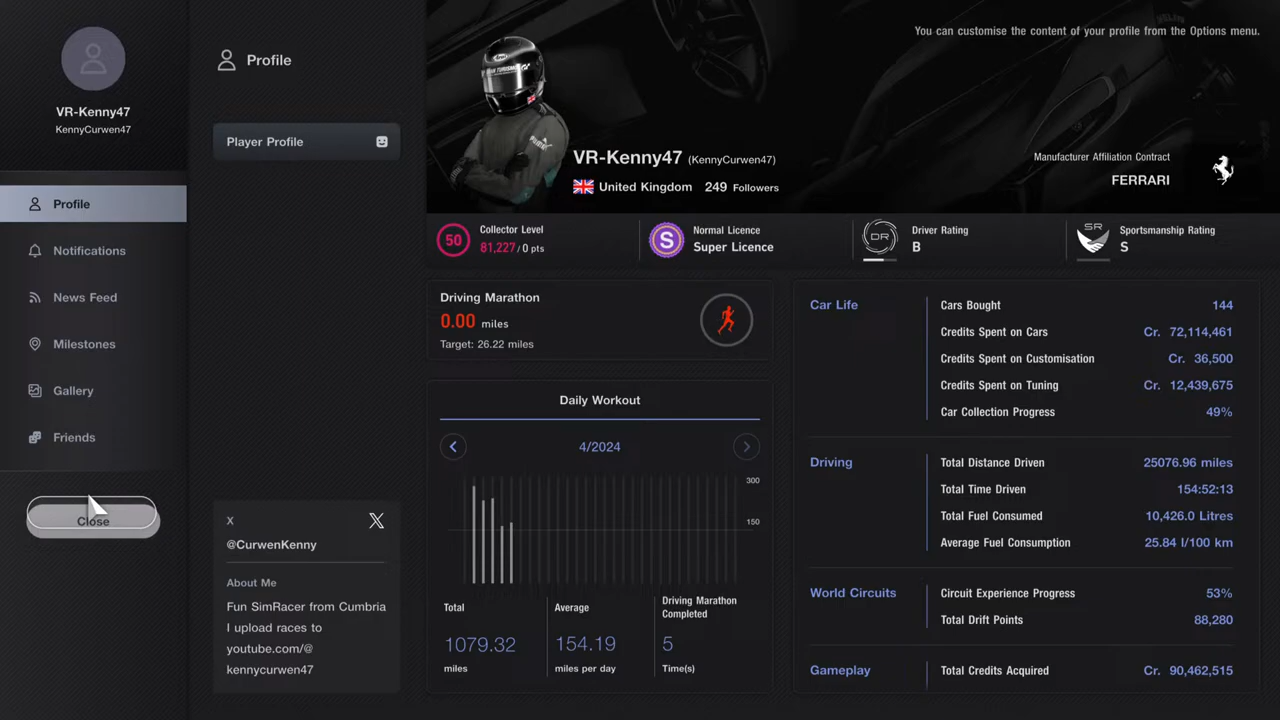 VR-Kenny47
KennyCurwen47
Profile
Notifications
News Feed
Milestones
Gallery
Friends
Close
Profile
Player Profile
X
@CurwenKenny
About Me
Fun SimRacer from Cumbria
I upload races to
youtube.com/@
kennycurwen47
You can customise the content of your profile from the Options menu.
VR-Kenny47 (KennyCurwen47)
United Kingdom 249 Followers
Manufacturer Affiliation Contract
FERRARI
50
Collector Level
81,227/0 pts
S
Normal Licence
Super Licence
DR
Driver Rating
B
SR
Sportsmanship Rating
S
Driving Marathon
0.00 miles
Target: 26.22 miles
Daily Workout
4/2024
300
150
Total
1079.32
miles
Average
154.19
miles per day
Driving Marathon
Completed
5
Time(s)
Car Life
Cars Bought 144
Credits Spent on Cars Cr. 72,114,461
Credits Spent on Customisation Cr. 36,500
Credits Spent on Tuning Cr. 12,439,675
Car Collection Progress 49%
Driving
Total Distance Driven 25076.96 miles
Total Time Driven 154:52:13
Total Fuel Consumed 10,426.0 Litres
Average Fuel Consumption 25.84 l/100 km
World Circuits
Circuit Experience Progress 53%
Total Drift Points 88,280
Gameplay
Total Credits Acquired Cr. 90,462,515